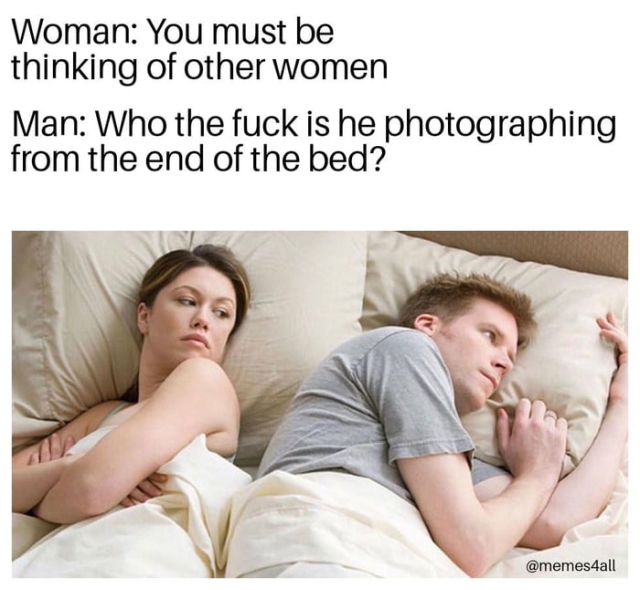 Woman: You must be
thinking of other women
Man: Who the fuck is he photographing
from the end of the bed?
@memes4all